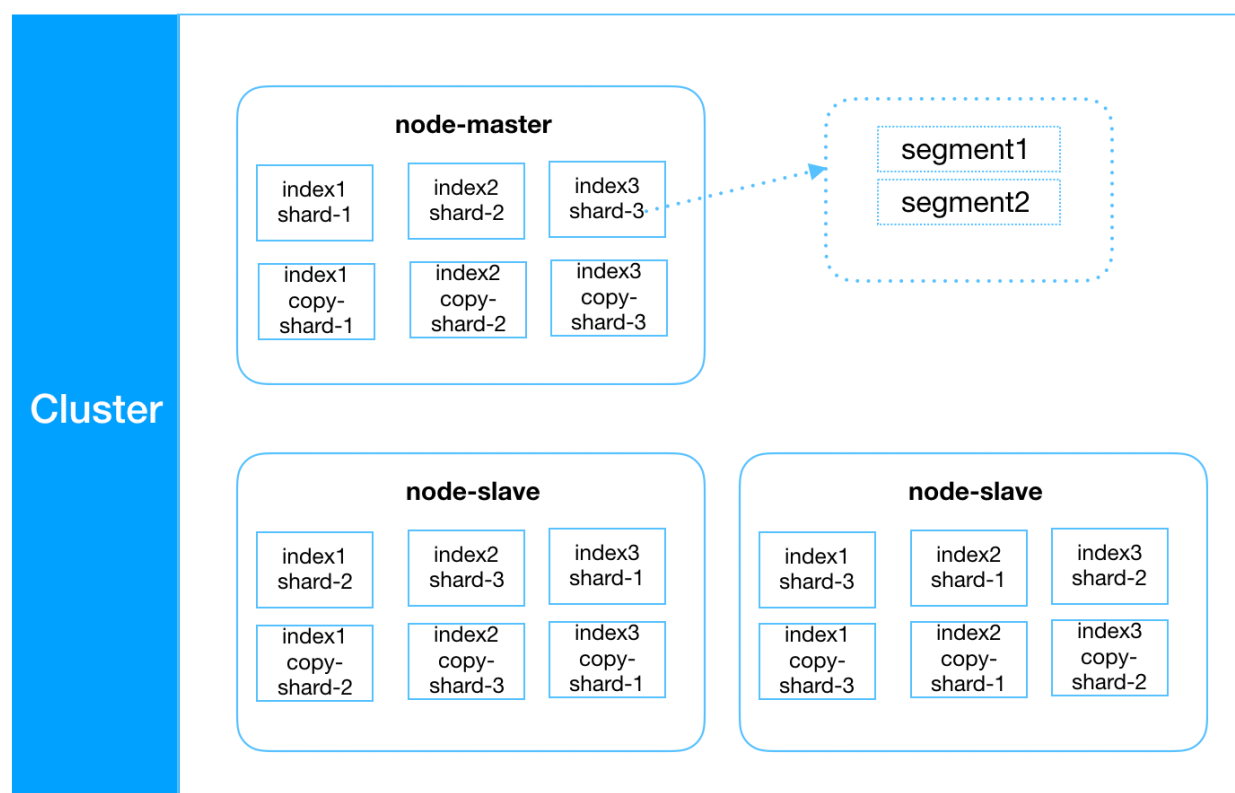 Cluster
node-master
index1
shard-1
index2
shard-2
index3
shard-3
index1
copy-
shard-1
index2
copy-
shard-2
index3
copy-
shard-3
segment1
segment2
node-slave
index1
shard-2
index2
shard-3
index3
shard-1
index1
copy-
shard-2
index2
copy-
shard-3
index3
copy-
shard-1
node-slave
index1
shard-3
index2
shard-1
index3
shard-2
index1
copy-
shard-3
index2
copy-
shard-1
index3
copy-
shard-2